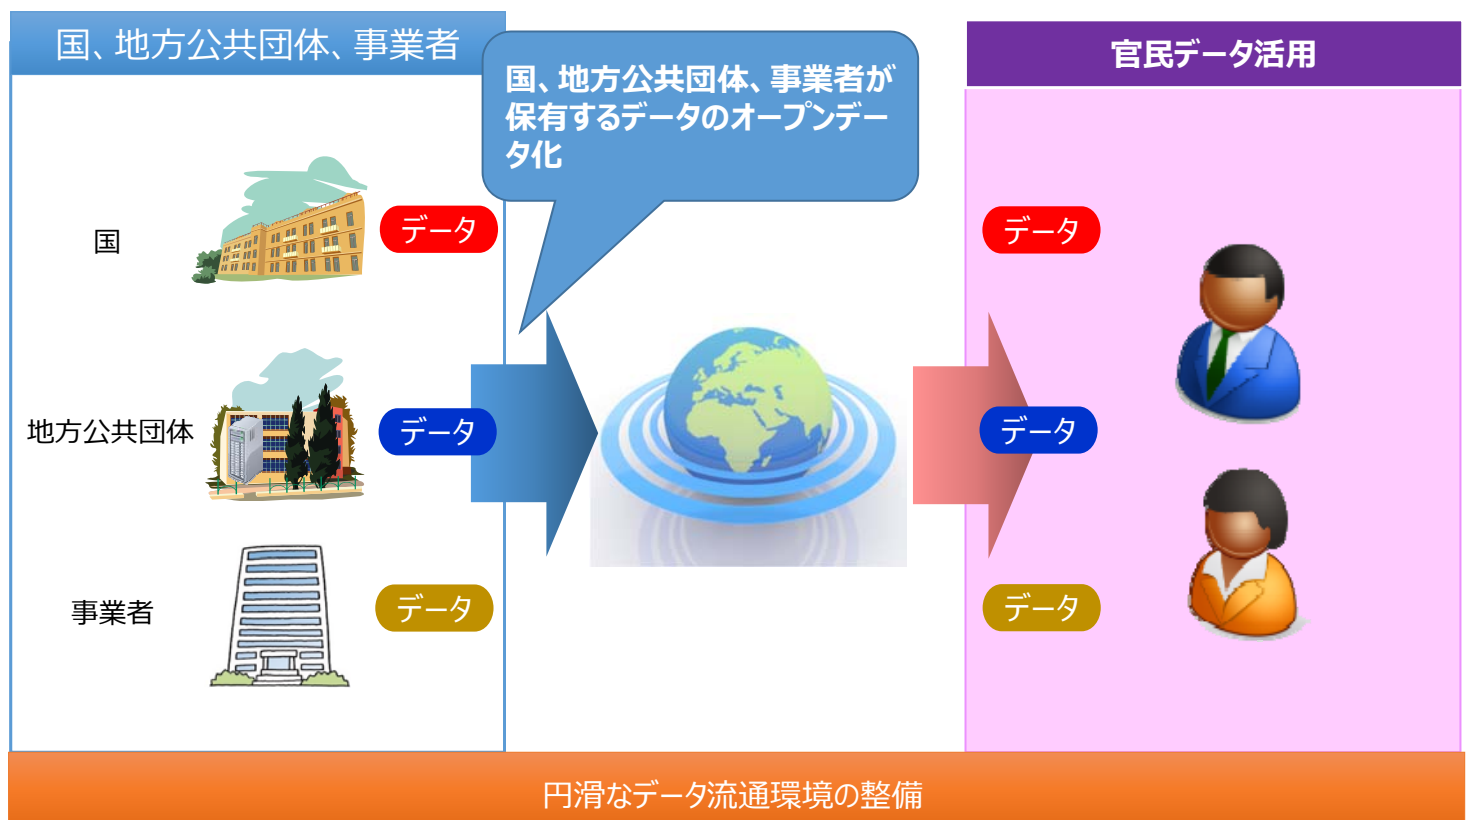 国、地方公共団体、事業者
国、地方公共団体、事業者が
保有するデータのオープンデー
タ化
官民データ活用
国
データ
データ
地方公共団体
データ
データ
事業者
データ
データ
円滑なデータ流通環境の整備